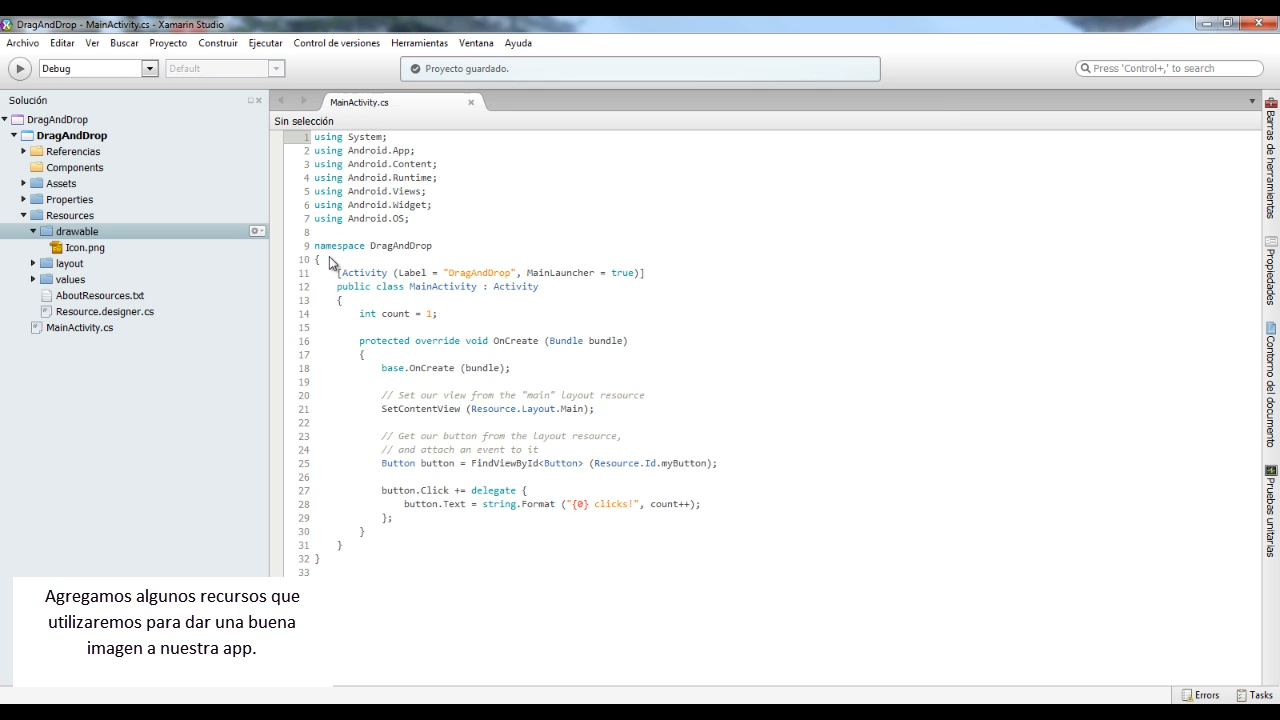 DragAndDrop - MainActivity.cs - Xamarin Studio
Archivo Editar Ver Buscar Proyecto Construir Ejecutar Control de versiones Herramientas Ventana Ayuda
Debug
Default
Proyecto guardado.
Press 'Control+,' to search
Solución
DragAndDrop
DragAndDrop
Referencias
Components
Assets
Properties
Resources
drawable
Icon.png
layout
values
AboutResources.txt
Resource.designer.cs
MainActivity.cs
MainActivity.cs
Sin selección
1 using System;
2 using Android.App;
3 using Android.Content;
4 using Android.Runtime;
5 using Android.Views;
6 using Android.Widget;
7 using Android.OS;
8
9 namespace DragAndDrop
10 {
11 [Activity (Label = "DragAndDrop", MainLauncher = true)]
12 public class MainActivity : Activity
13 {
14 int count = 1;
15
16 protected override void OnCreate (Bundle bundle)
17 {
18 base.OnCreate (bundle);
19
20 // Set our view from the "main" layout resource
21 SetContentView (Resource.Layout.Main);
22
23 // Get our button from the layout resource,
24 // and attach an event to it
25 Button button = FindViewById<Button> (Resource.Id.myButton);
26
27 button.Click += delegate {
28 button.Text = string.Format ("{0} clicks!", count++);
29 };
30 }
31 }
32 }
33
Barras de herramientas
Propiedades
Contorno del documento
Pruebas unitarias
Agregamos algunos recursos que
utilizaremos para dar una buena
imagen a nuestra app.
Errors
Tasks